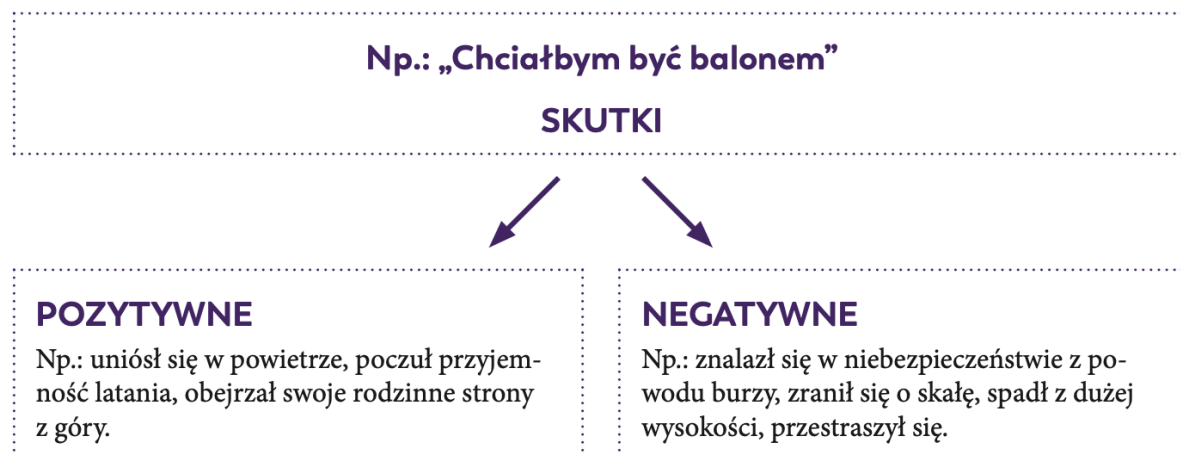 Np.: „Chciałbym być balonem”
SKUTKI
POZYTYWNE
Np.: uniósł się w powietrze, poczuł przyjem-
ność latania, obejrzał swoje rodzinne strony
z góry.
NEGATYWNE
Np.: znalazł się w niebezpieczeństwie z po-
wodu burzy, zranił się o skałę, spadł z dużej
wysokości, przestraszył się.